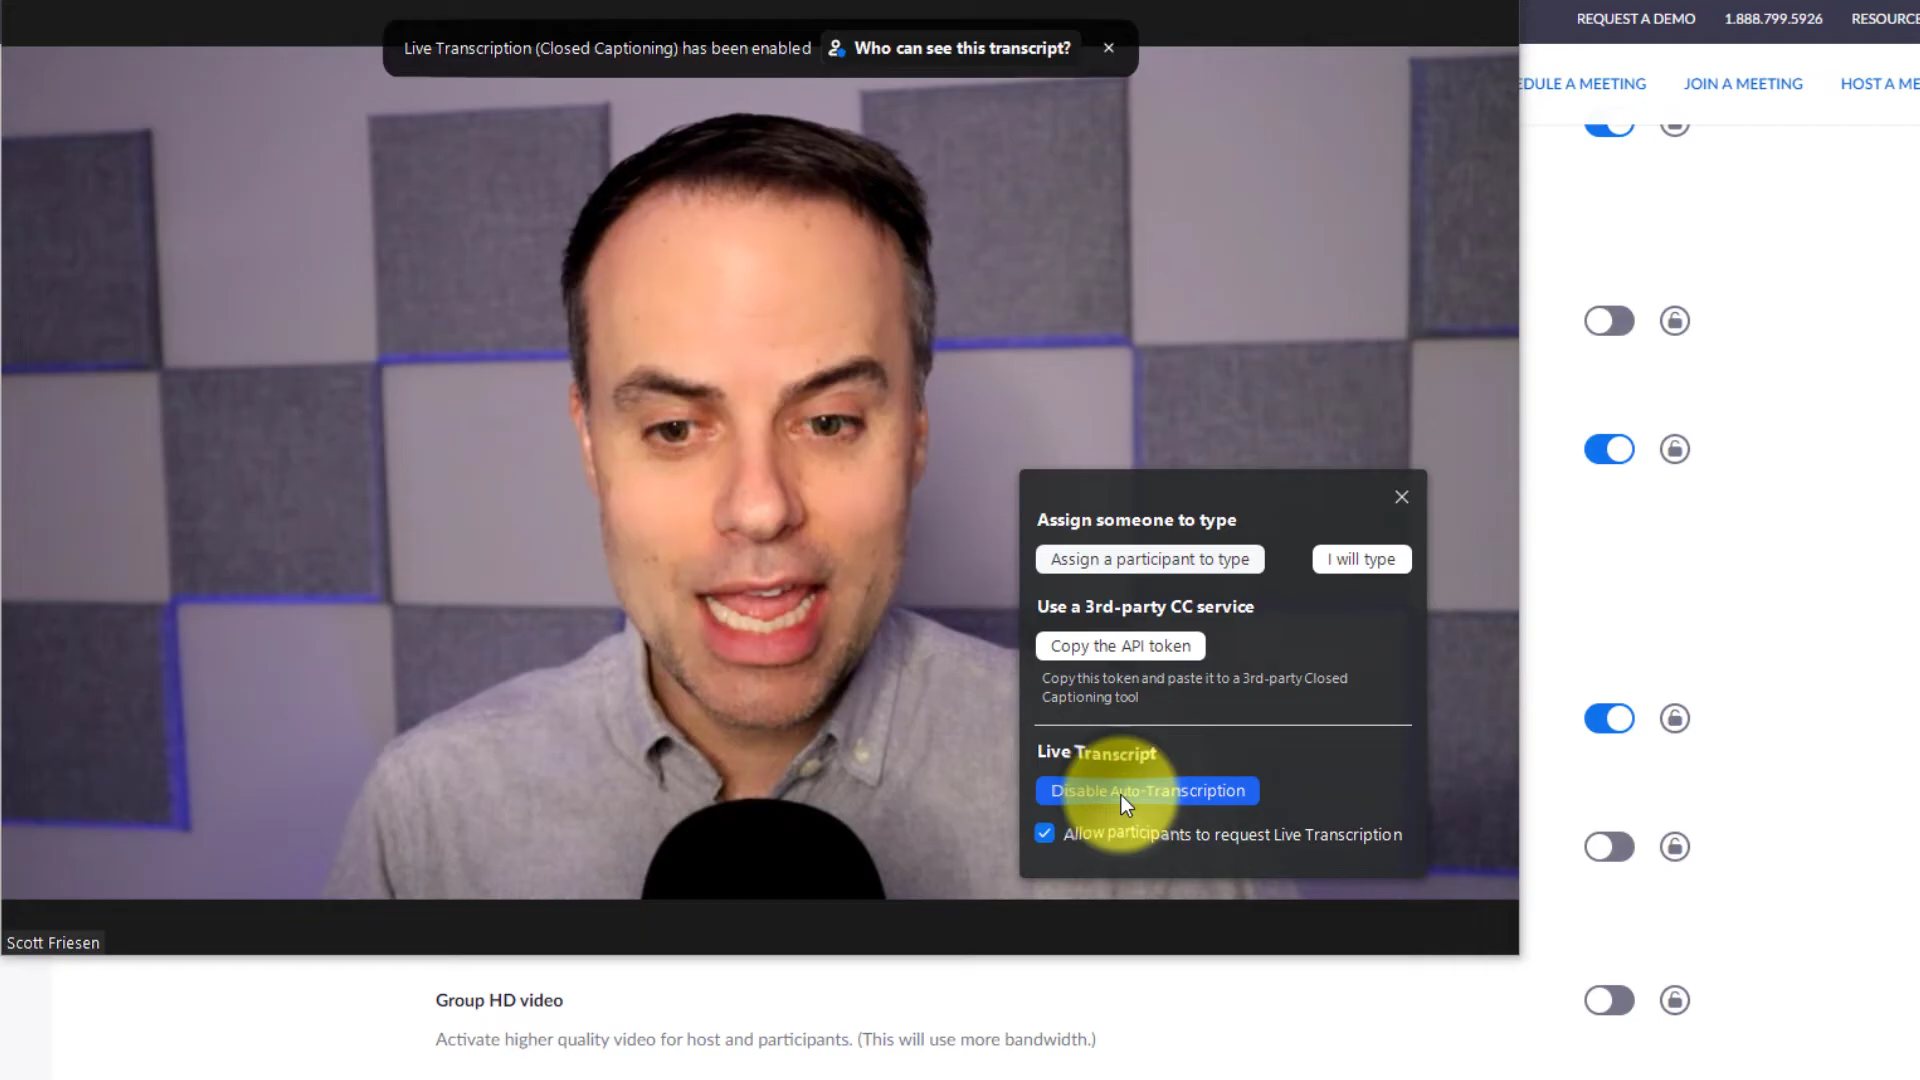 REQUEST A DEMO 1.888.799.5926 RESOURCE
Live Transcription (Closed Captioning) has been enabled Who can see this transcript? ×
EDULE A MEETING JOIN A MEETING HOST A ME
Assign someone to type
Assign a participant to type I will type
Use a 3rd-party CC service
Copy the API token
Copy this token and paste it to a 3rd-party Closed
Captioning tool
Live Transcript
Disable Auto-Transcription
Allow participants to request Live Transcription
Scott Friesen
Group HD video
Activate higher quality video for host and participants. (This will use more bandwidth.)